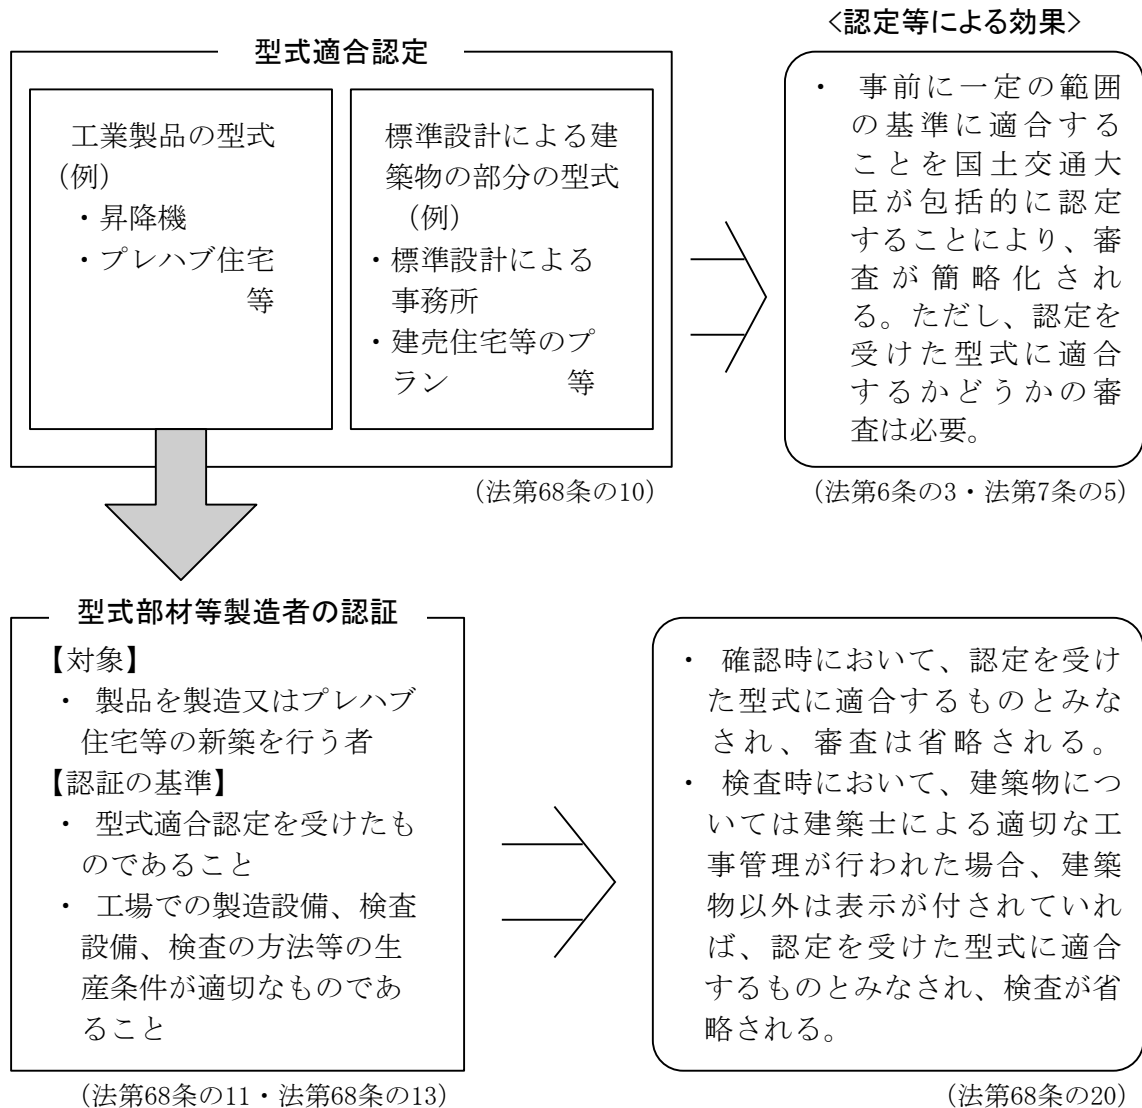 <認定等による効果>
型式適合認定
工業製品の型式
（例）
・昇降機
・プレハブ住宅
等
標準設計による建
築物の部分の型式
（例）
・標準設計による
事務所
・建売住宅等のプ
ラン　　　等
・ 事前に一定の範囲
の基準に適合する
ことを国土交通大
臣が包括的に認定
することにより、審
査が簡略化され
る。ただし、認定を
受けた型式に適合
するかどうかの審
査は必要。
（法第68条の10）
（法第6条の3・法第7条の5）
型式部材等製造者の認証
【対象】
・ 製品を製造又はプレハブ
住宅等の新築を行う者
【認証の基準】
・ 型式適合認定を受けたも
のであること
・ 工場での製造設備、検査
設備、検査の方法等の生
産条件が適切なものであ
ること
・ 確認時において、認定を受け
た型式に適合するものとみな
され、審査は省略される。
・ 検査時において、建築物につ
いては建築士による適切な工
事管理が行われた場合、建築
物以外は表示が付されていれ
ば、認定を受けた型式に適合
するものとみなされ、検査が省
略される。
（法第68条の11・法第68条の13）
（法第68条の20）